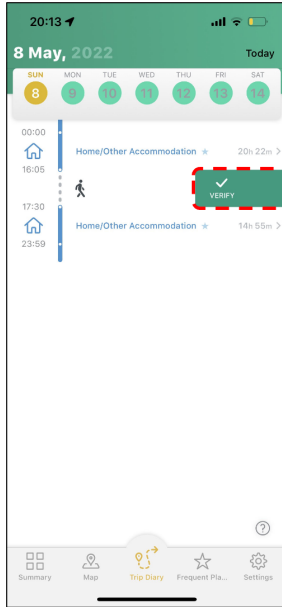 20:13
8 May, 2022 Today
SUN MON TUE WED THU FRI SAT
8 9 10 11 12 13 14
00:00
Home/Other Accommodation 20h 22m >
16:05
VERIFY
17:30
Home/Other Accommodation 14h 55m >
23:59
?
Summary Map Trip Diary Frequent Pla... Settings